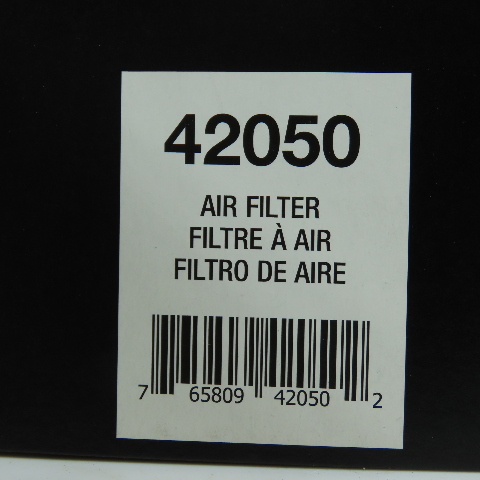 42050
AIR FILTER
FILTRE À AIR
FILTRO DE AIRE
7 65809 42050 2